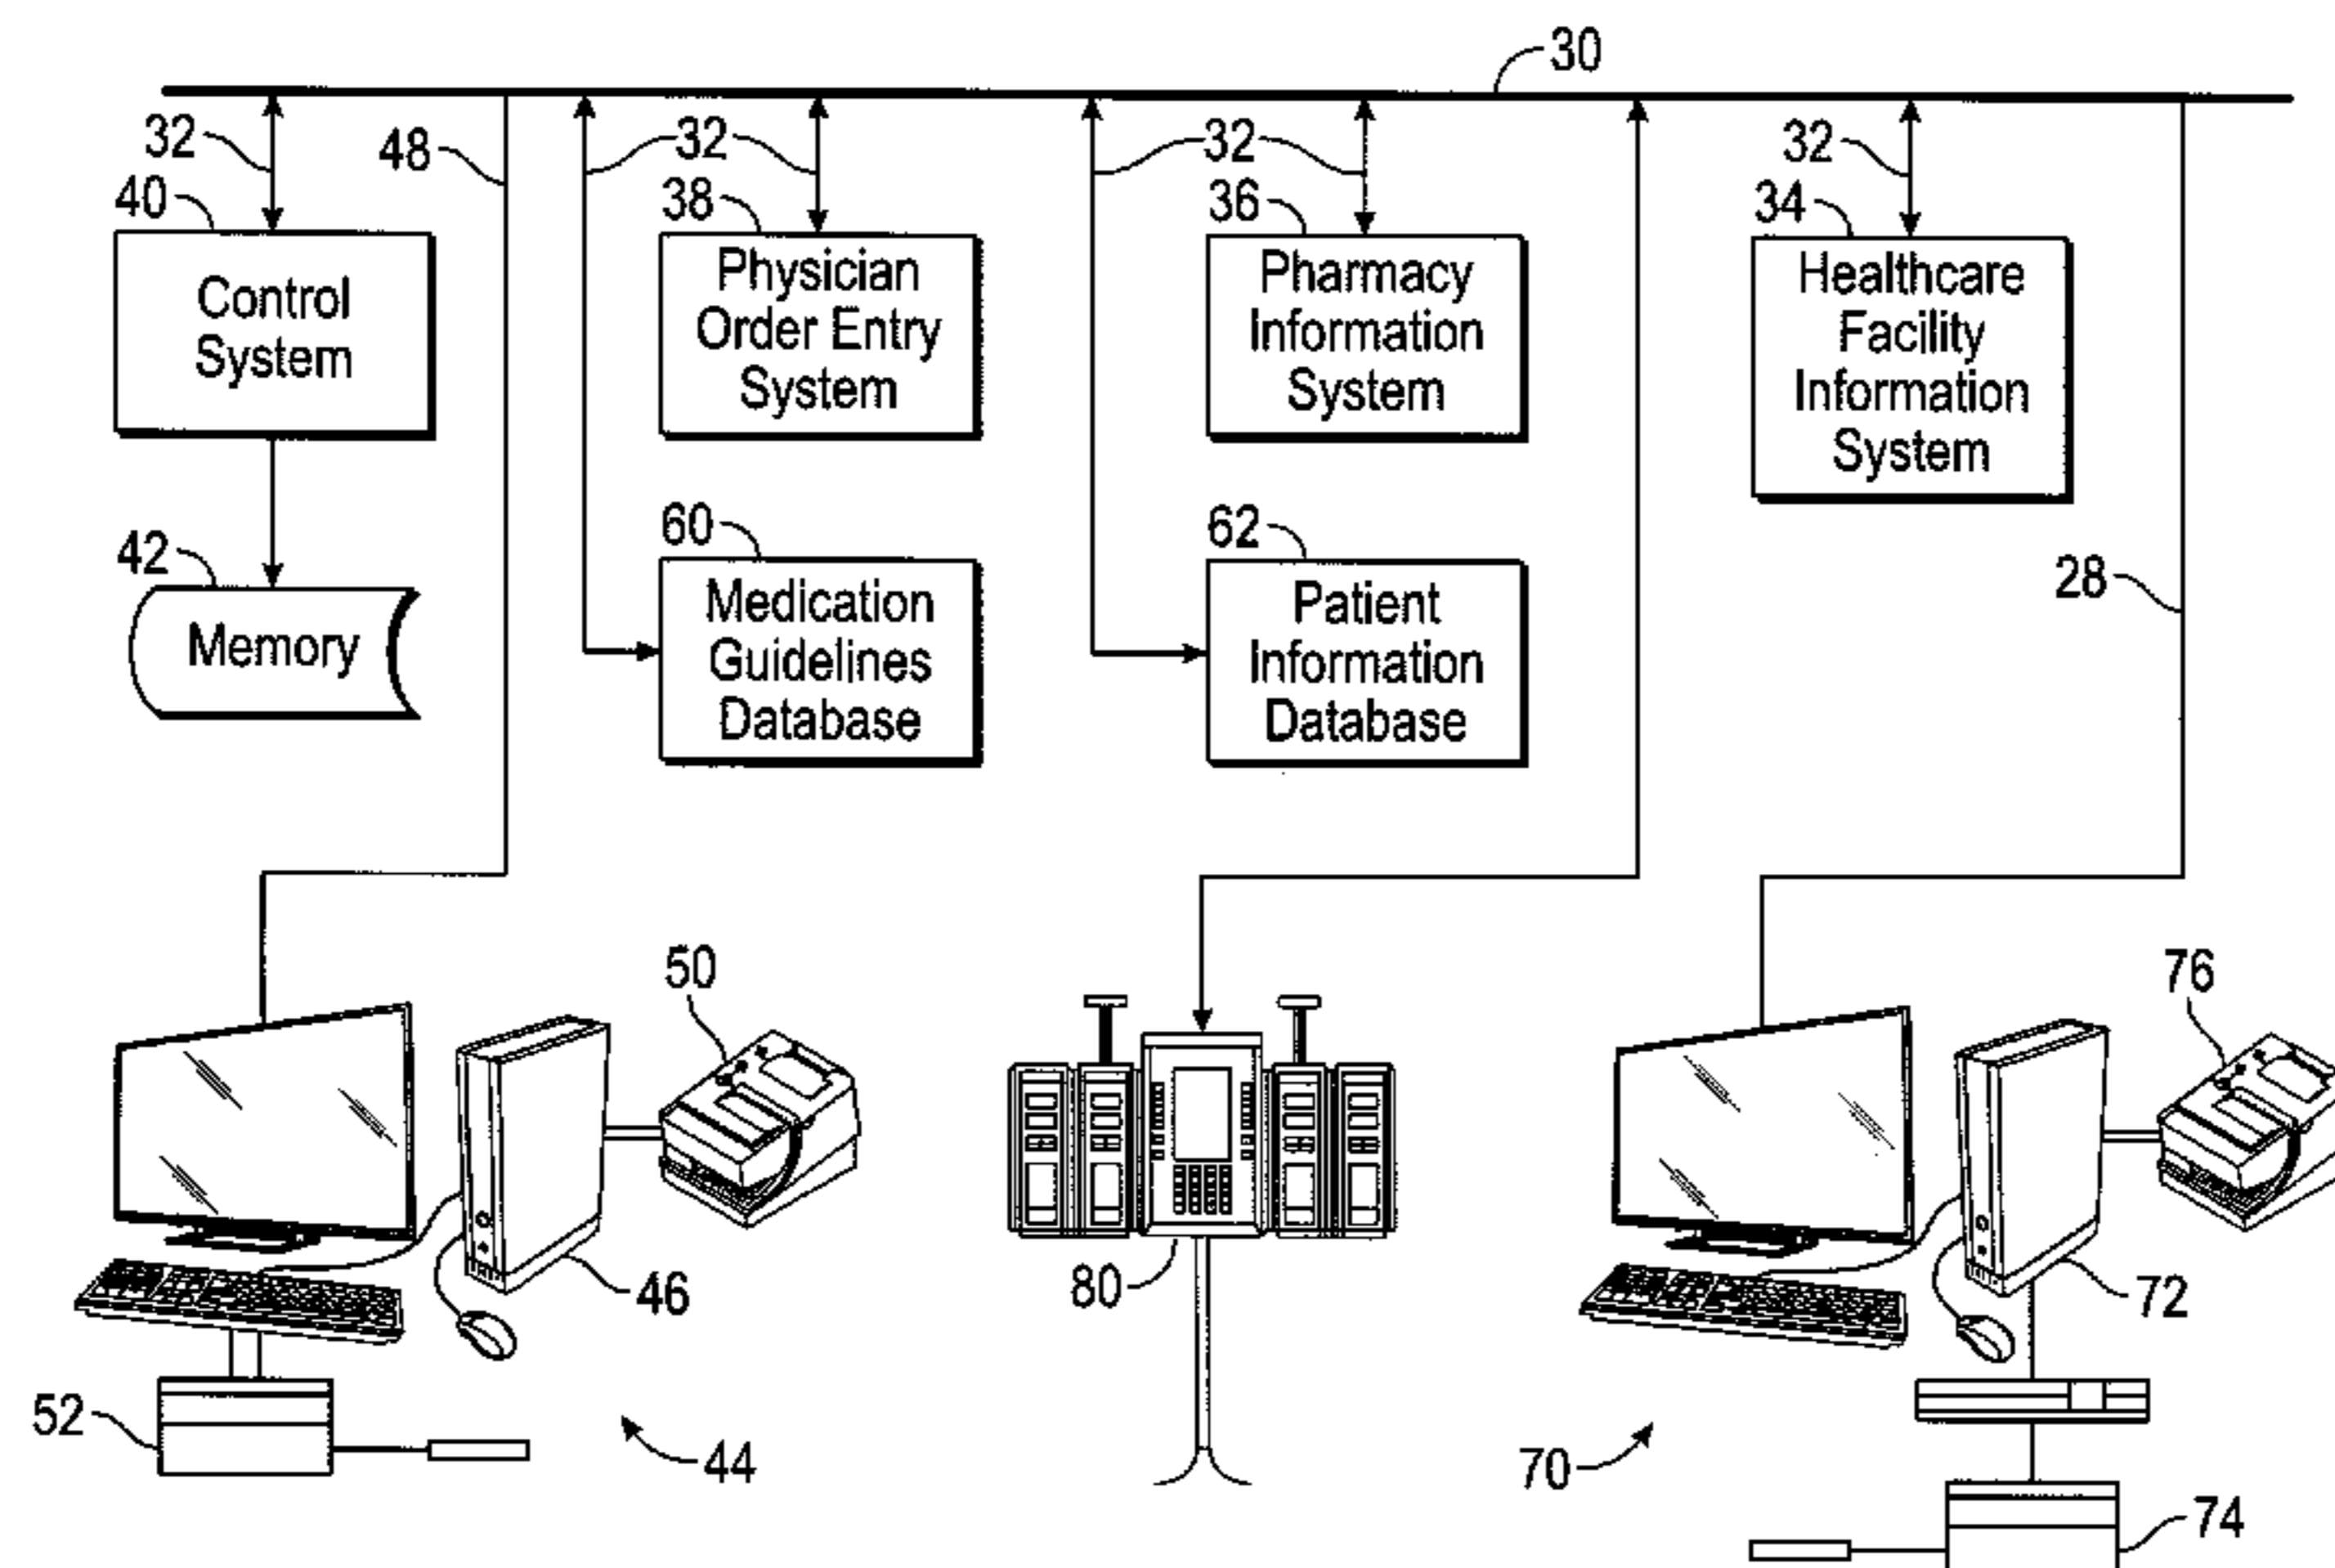 30
32
48
32
32
32
40
38
36
34
Control
System
Physician
Order Entry
System
Pharmacy
Information
System
Healthcare
Facility
Information
System
42
60
62
28
Memory
Medication
Guidelines
Database
Patient
Information
Database
50
76
46
80
72
52
44
70
74